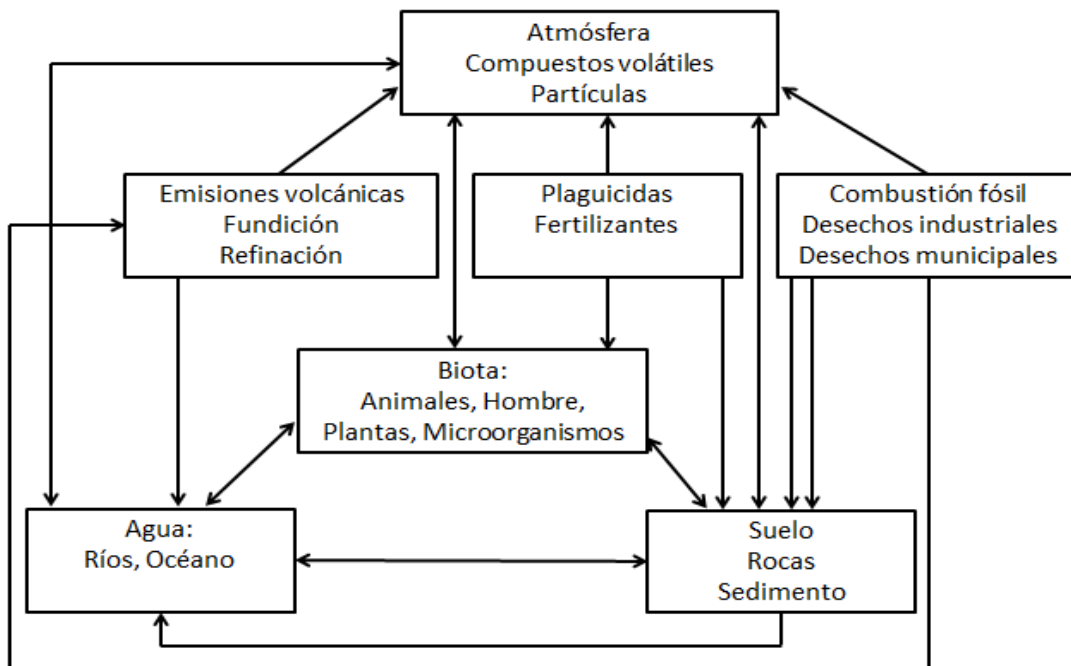 Atmósfera
Compuestos volátiles
Partículas
Emisiones volcánicas
Fundición
Refinación
Plaguicidas
Fertilizantes
Combustión fósil
Desechos industriales
Desechos municipales
Biota:
Animales, Hombre,
Plantas, Microorganismos
Agua:
Ríos, Océano
Suelo
Rocas
Sedimento